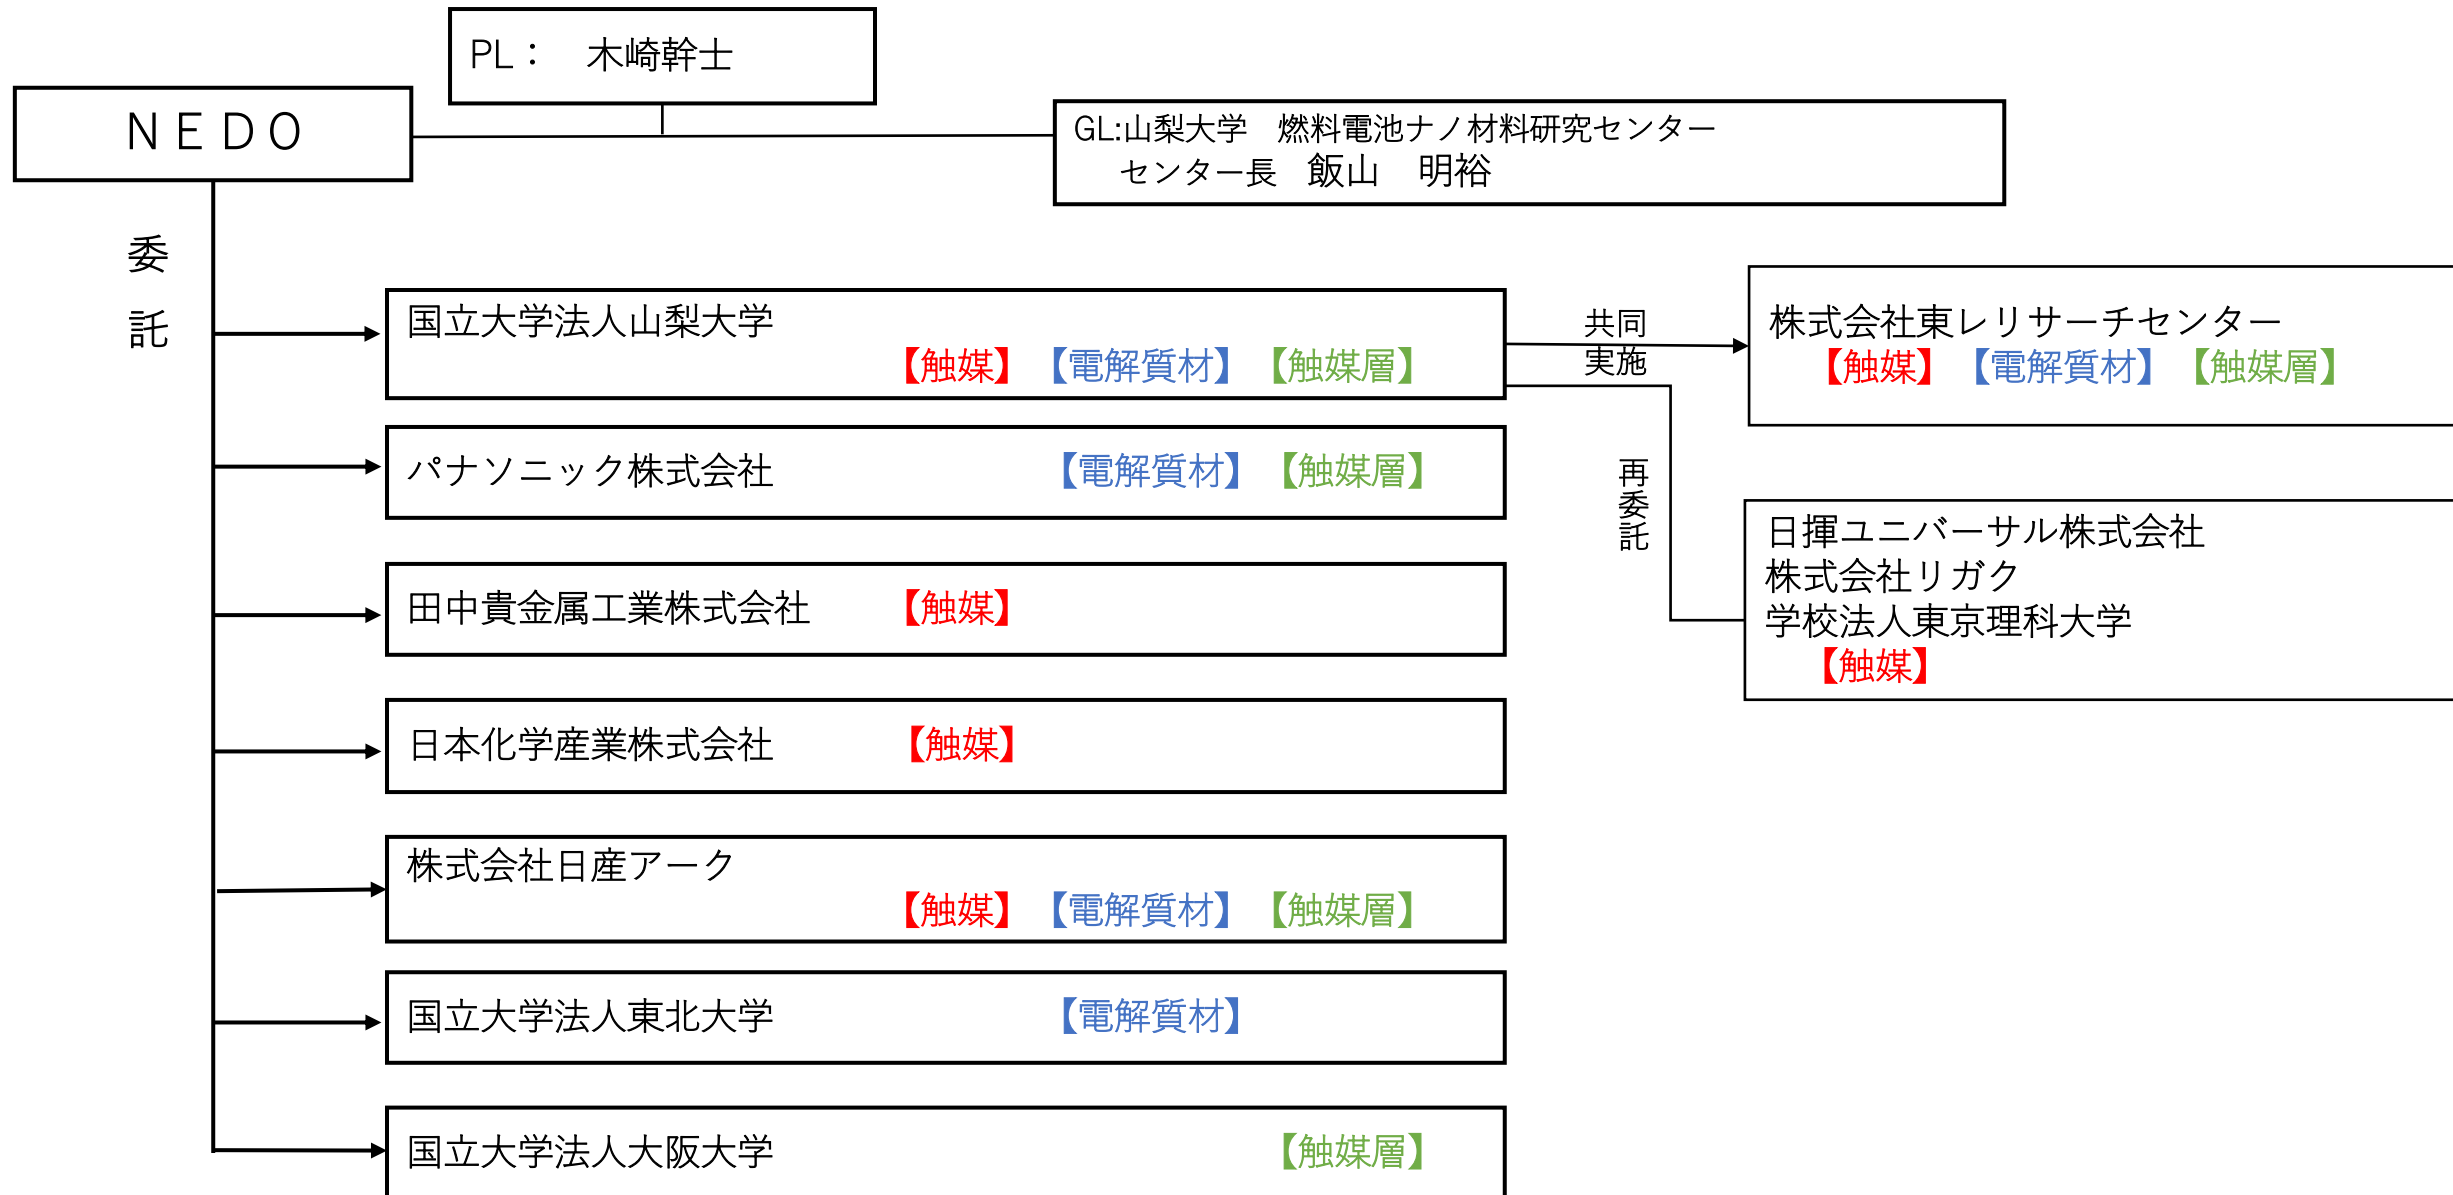 PL：　木崎幹士
ＮＥＤＯ
GL:山梨大学　燃料電池ナノ材料研究センター
センター長　飯山　明裕
委
託
国立大学法人山梨大学
【触媒】【電解質材】【触媒層】
共同
実施
株式会社東レリサーチセンター
【触媒】【電解質材】【触媒層】
パナソニック株式会社　【電解質材】【触媒層】
再
委
託
日揮ユニバーサル株式会社
株式会社リガク
学校法人東京理科大学
【触媒】
田中貴金属工業株式会社　【触媒】
日本化学産業株式会社　【触媒】
株式会社日産アーク
【触媒】【電解質材】【触媒層】
国立大学法人東北大学　【電解質材】
国立大学法人大阪大学　【触媒層】